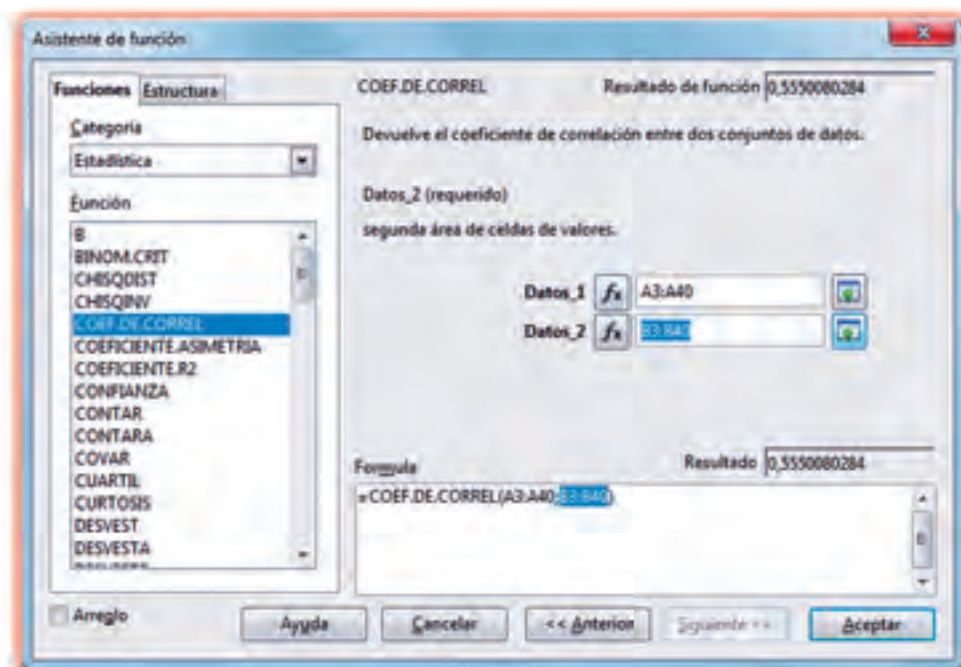 Asistente de función
Funciones Estructura
Categoría
Estadística
Función
B
BINOM.CRIT
CHISQDIST
CHISQINV
COEF.DE.CORREL
COEFICIENTE.ASIMETRIA
COEFICIENTE.R2
CONFIANZA
CONTAR
CONTARA
COVAR
CUARTIL
CURTOSIS
DESVEST
DESVESTA
COEF.DE.CORREL Resultado de función 0,5550080284
Devuelve el coeficiente de correlación entre dos conjuntos de datos.
Datos_2 (requerido)
segunda área de celdas de valores.
Datos_1 fx A3:A40
Datos_2 fx B3:B40
Formula Resultado 0,5550080284
=COEF.DE.CORREL(A3:A40;B3:B40)
Arreglo Ayuda Cancelar << Anterior Siguiente >> Aceptar